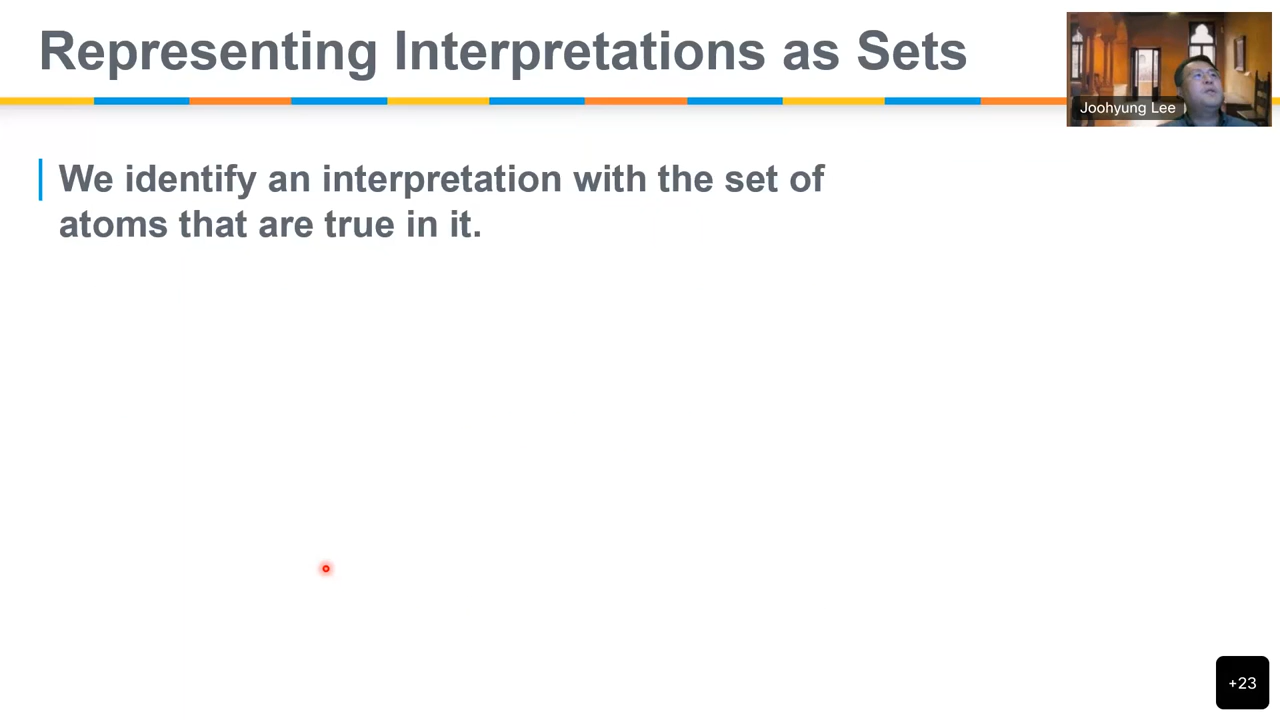 Representing Interpretations as Sets
Joohyung Lee
We identify an interpretation with the set of
atoms that are true in it.
+23